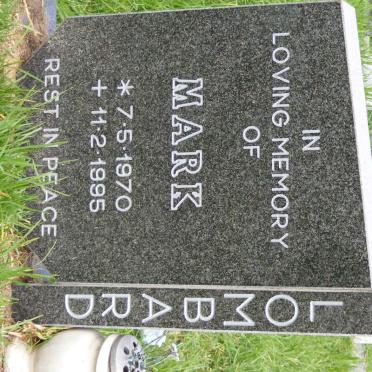 IN
LOVING MEMORY
OF
MARK
* 7·5·1970
+ 11·2·1995
REST IN PEACE
LOMBARD